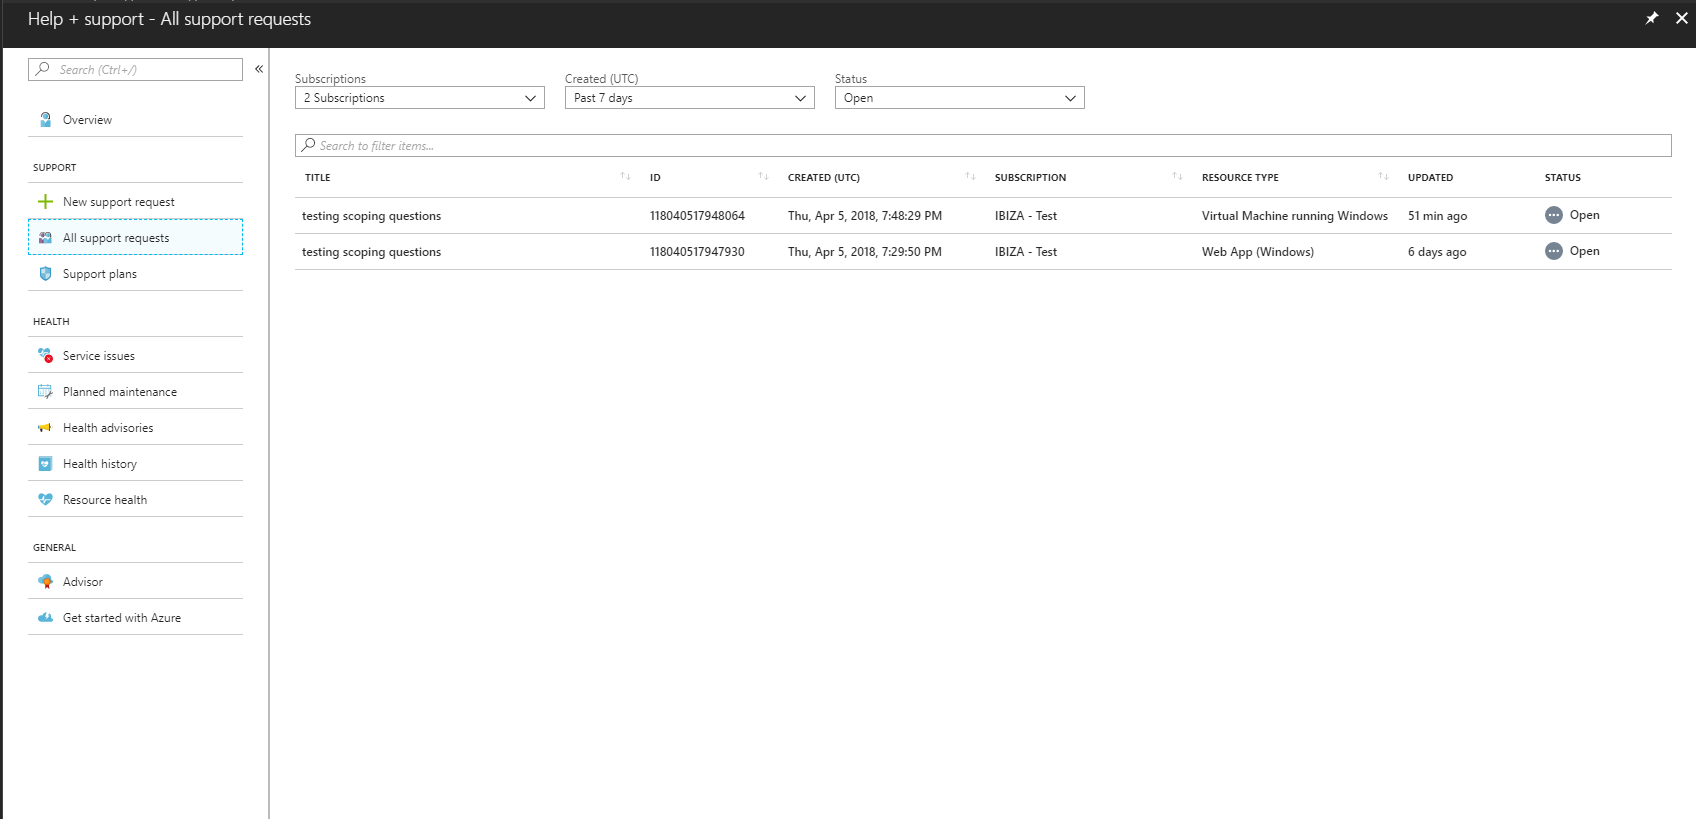 Help + support - All support requests
Search (Ctrl+/)
«
Overview
SUPPORT
New support request
All support requests
Support plans
HEALTH
Service issues
Planned maintenance
Health advisories
Health history
Resource health
GENERAL
Advisor
Get started with Azure
Subscriptions Created (UTC) Status
2 Subscriptions Past 7 days Open
Search to filter items...
TITLE ID CREATED (UTC) SUBSCRIPTION RESOURCE TYPE UPDATED STATUS
testing scoping questions 118040517948064 Thu, Apr 5, 2018, 7:48:29 PM IBIZA - Test Virtual Machine running Windows 51 min ago Open
testing scoping questions 118040517947930 Thu, Apr 5, 2018, 7:29:50 PM IBIZA - Test Web App (Windows) 6 days ago Open